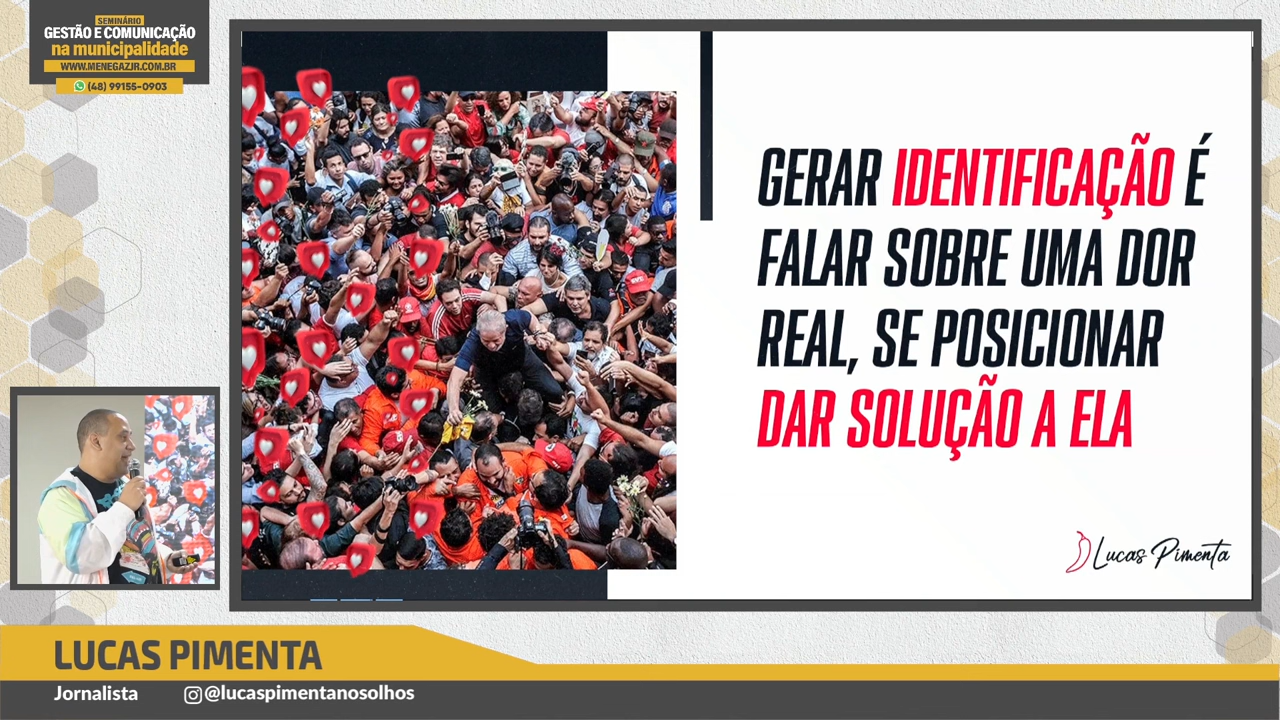 SEMINÁRIO
GESTÃO E COMUNICAÇÃO
na municipalidade
WWW.MENEGAZJR.COM.BR
(48) 99155-0903
GERAR IDENTIFICAÇÃO É
FALAR SOBRE UMA DOR
REAL, SE POSICIONAR
DAR SOLUÇÃO A ELA
Lucas Pimenta
LUCAS PIMENTA
Jornalista
@lucaspimentanosolhos